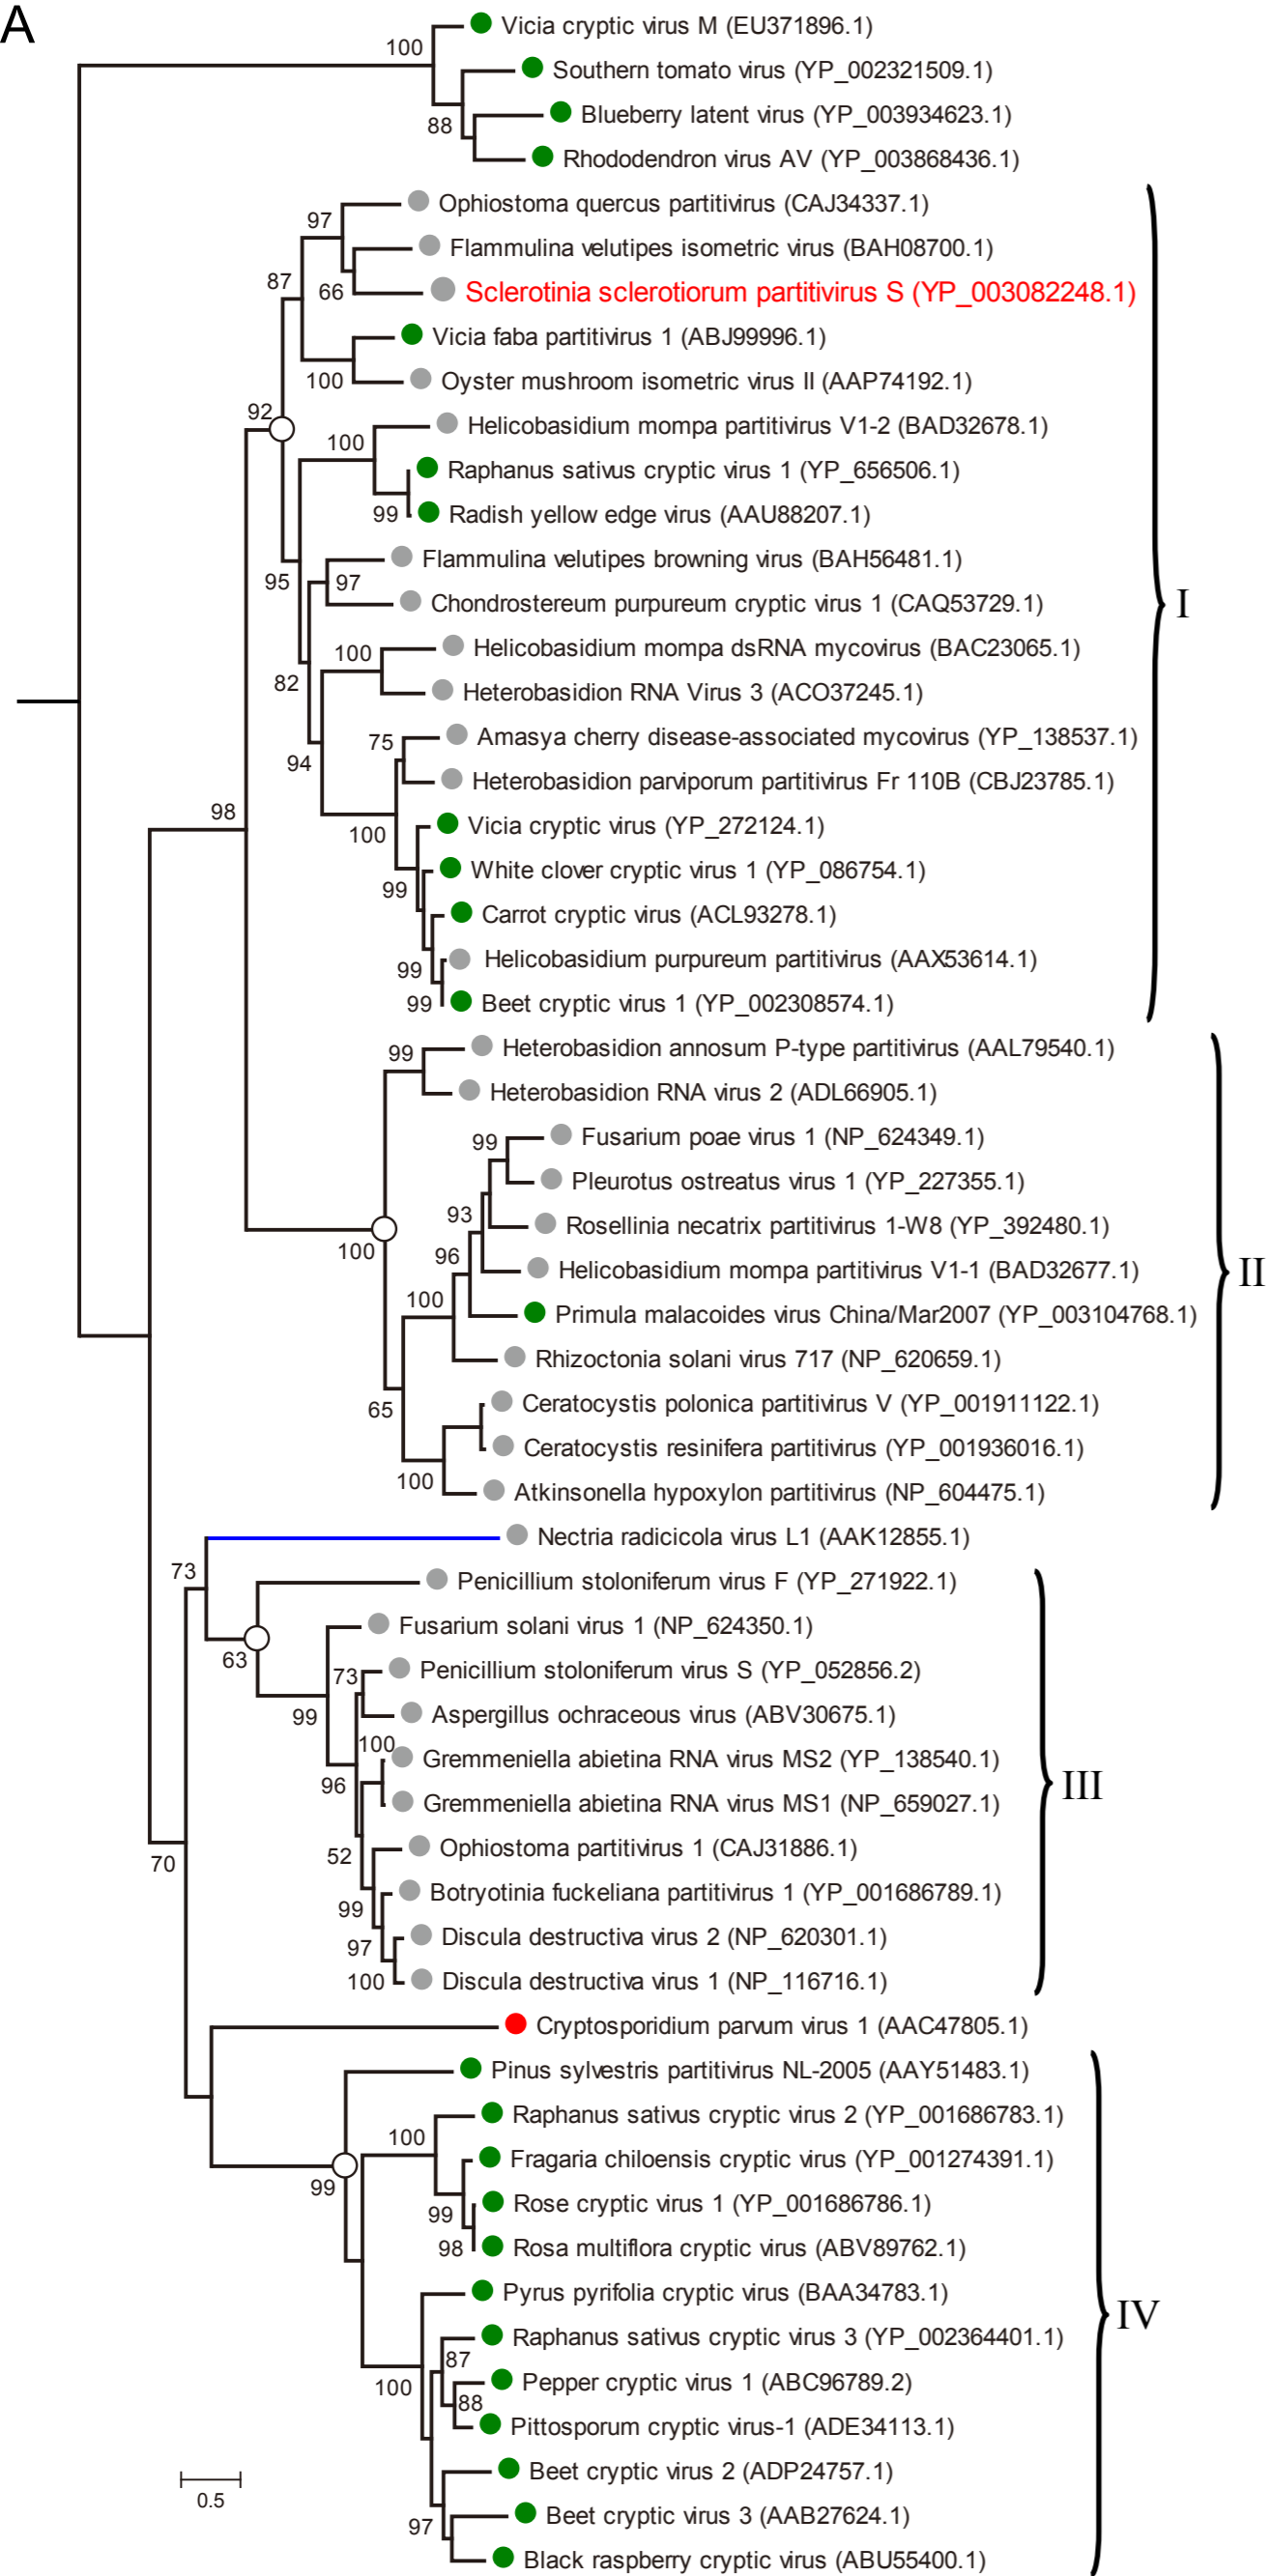 A
Vicia cryptic virus M (EU371896.1)
100
Southern tomato virus (YP_002321509.1)
Blueberry latent virus (YP_003934623.1)
88
Rhododendron virus AV (YP_003868436.1)
Ophiostoma quercus partitivirus (CAJ34337.1)
97
Flammulina velutipes isometric virus (BAH08700.1)
87
66
Sclerotinia sclerotiorum partitivirus S (YP_003082248.1)
Vicia faba partitivirus 1 (ABJ99996.1)
100
Oyster mushroom isometric virus II (AAP74192.1)
92
Helicobasidium mompa partitivirus V1-2 (BAD32678.1)
100
Raphanus sativus cryptic virus 1 (YP_656506.1)
99
Radish yellow edge virus (AAU88207.1)
Flammulina velutipes browning virus (BAH56481.1)
95
97
Chondrostereum purpureum cryptic virus 1 (CAQ53729.1)
I
Helicobasidium mompa dsRNA mycovirus (BAC23065.1)
100
82
Heterobasidion RNA Virus 3 (ACO37245.1)
75
Amasya cherry disease-associated mycovirus (YP_138537.1)
94
Heterobasidion parviporum partitivirus Fr 110B (CBJ23785.1)
98
Vicia cryptic virus (YP_272124.1)
100
White clover cryptic virus 1 (YP_086754.1)
99
Carrot cryptic virus (ACL93278.1)
Helicobasidium purpureum partitivirus (AAX53614.1)
99
99
Beet cryptic virus 1 (YP_002308574.1)
99
Heterobasidion annosum P-type partitivirus (AAL79540.1)
Heterobasidion RNA virus 2 (ADL66905.1)
99
Fusarium poae virus 1 (NP_624349.1)
Pleurotus ostreatus virus 1 (YP_227355.1)
93
Rosellinia necatrix partitivirus 1-W8 (YP_392480.1)
100
96
Helicobasidium mompa partitivirus V1-1 (BAD32677.1)
II
100
Primula malacoides virus China/Mar2007 (YP_003104768.1)
Rhizoctonia solani virus 717 (NP_620659.1)
65
Ceratocystis polonica partitivirus V (YP_001911122.1)
Ceratocystis resinifera partitivirus (YP_001936016.1)
100
Atkinsonella hypoxylon partitivirus (NP_604475.1)
Nectria radicicola virus L1 (AAK12855.1)
73
Penicillium stoloniferum virus F (YP_271922.1)
Fusarium solani virus 1 (NP_624350.1)
63
73
Penicillium stoloniferum virus S (YP_052856.2)
99
Aspergillus ochraceous virus (ABV30675.1)
100
Gremmeniella abietina RNA virus MS2 (YP_138540.1)
96
III
Gremmeniella abietina RNA virus MS1 (NP_659027.1)
52
Ophiostoma partitivirus 1 (CAJ31886.1)
70
99
Botryotinia fuckeliana partitivirus 1 (YP_001686789.1)
97
Discula destructiva virus 2 (NP_620301.1)
100
Discula destructiva virus 1 (NP_116716.1)
Cryptosporidium parvum virus 1 (AAC47805.1)
Pinus sylvestris partitivirus NL-2005 (AAY51483.1)
Raphanus sativus cryptic virus 2 (YP_001686783.1)
100
Fragaria chiloensis cryptic virus (YP_001274391.1)
99
Rose cryptic virus 1 (YP_001686786.1)
99
98
Rosa multiflora cryptic virus (ABV89762.1)
Pyrus pyrifolia cryptic virus (BAA34783.1)
IV
Raphanus sativus cryptic virus 3 (YP_002364401.1)
87
100
Pepper cryptic virus 1 (ABC96789.2)
88
Pittosporum cryptic virus-1 (ADE34113.1)
Beet cryptic virus 2 (ADP24757.1)
0.5
Beet cryptic virus 3 (AAB27624.1)
97
Black raspberry cryptic virus (ABU55400.1)